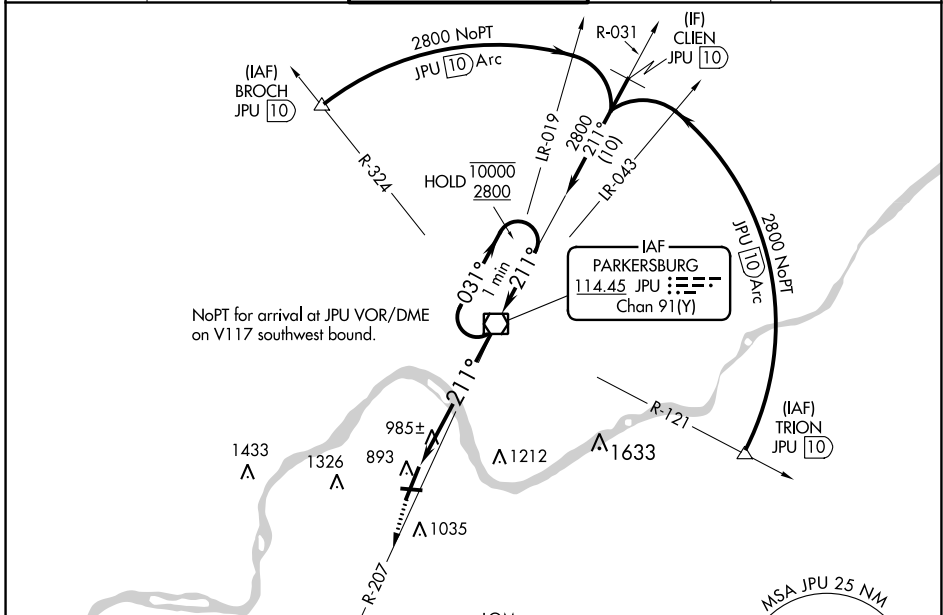 2800 NoPT
JPU 10 Arc
(IAF)
BROCH
JPU 10
R-324
R-031
(IF)
CLIEN
JPU 10
LR-019
2800
211°
(10)
LR-043
HOLD 10000
2800
031°
1 min
211°
IAF
PARKERSBURG
114.45 JPU
Chan 91(Y)
2800 NoPT
JPU 10 Arc
NoPT for arrival at JPU VOR/DME
on V117 southwest bound.
211°
R-121
(IAF)
TRION
JPU 10
985±
1433
1326
893
1212
1633
1035
R-207
MSA JPU 25 NM